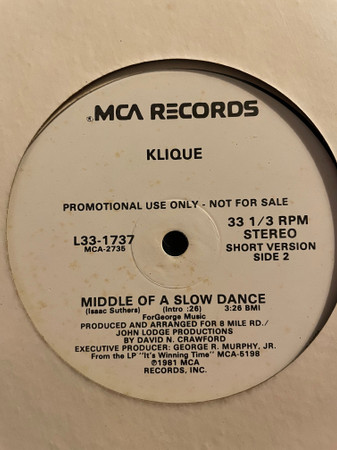 ® MCA RECORDS
KLIQUE
PROMOTIONAL USE ONLY - NOT FOR SALE
L33-1737
MCA-2735
33 1/3 RPM
STEREO
SHORT VERSION
SIDE 2
MIDDLE OF A SLOW DANCE
(Isaac Suthers) (Intro :26) 3:26 BMI
ForGeorge Music
PRODUCED AND ARRANGED FOR 8 MILE RD./
JOHN LODGE PRODUCTIONS
BY DAVID N. CRAWFORD
EXECUTIVE PRODUCER: GEORGE R. MURPHY, JR.
From the LP "It's Winning Time" MCA-5198
℗1981 MCA
RECORDS, INC.